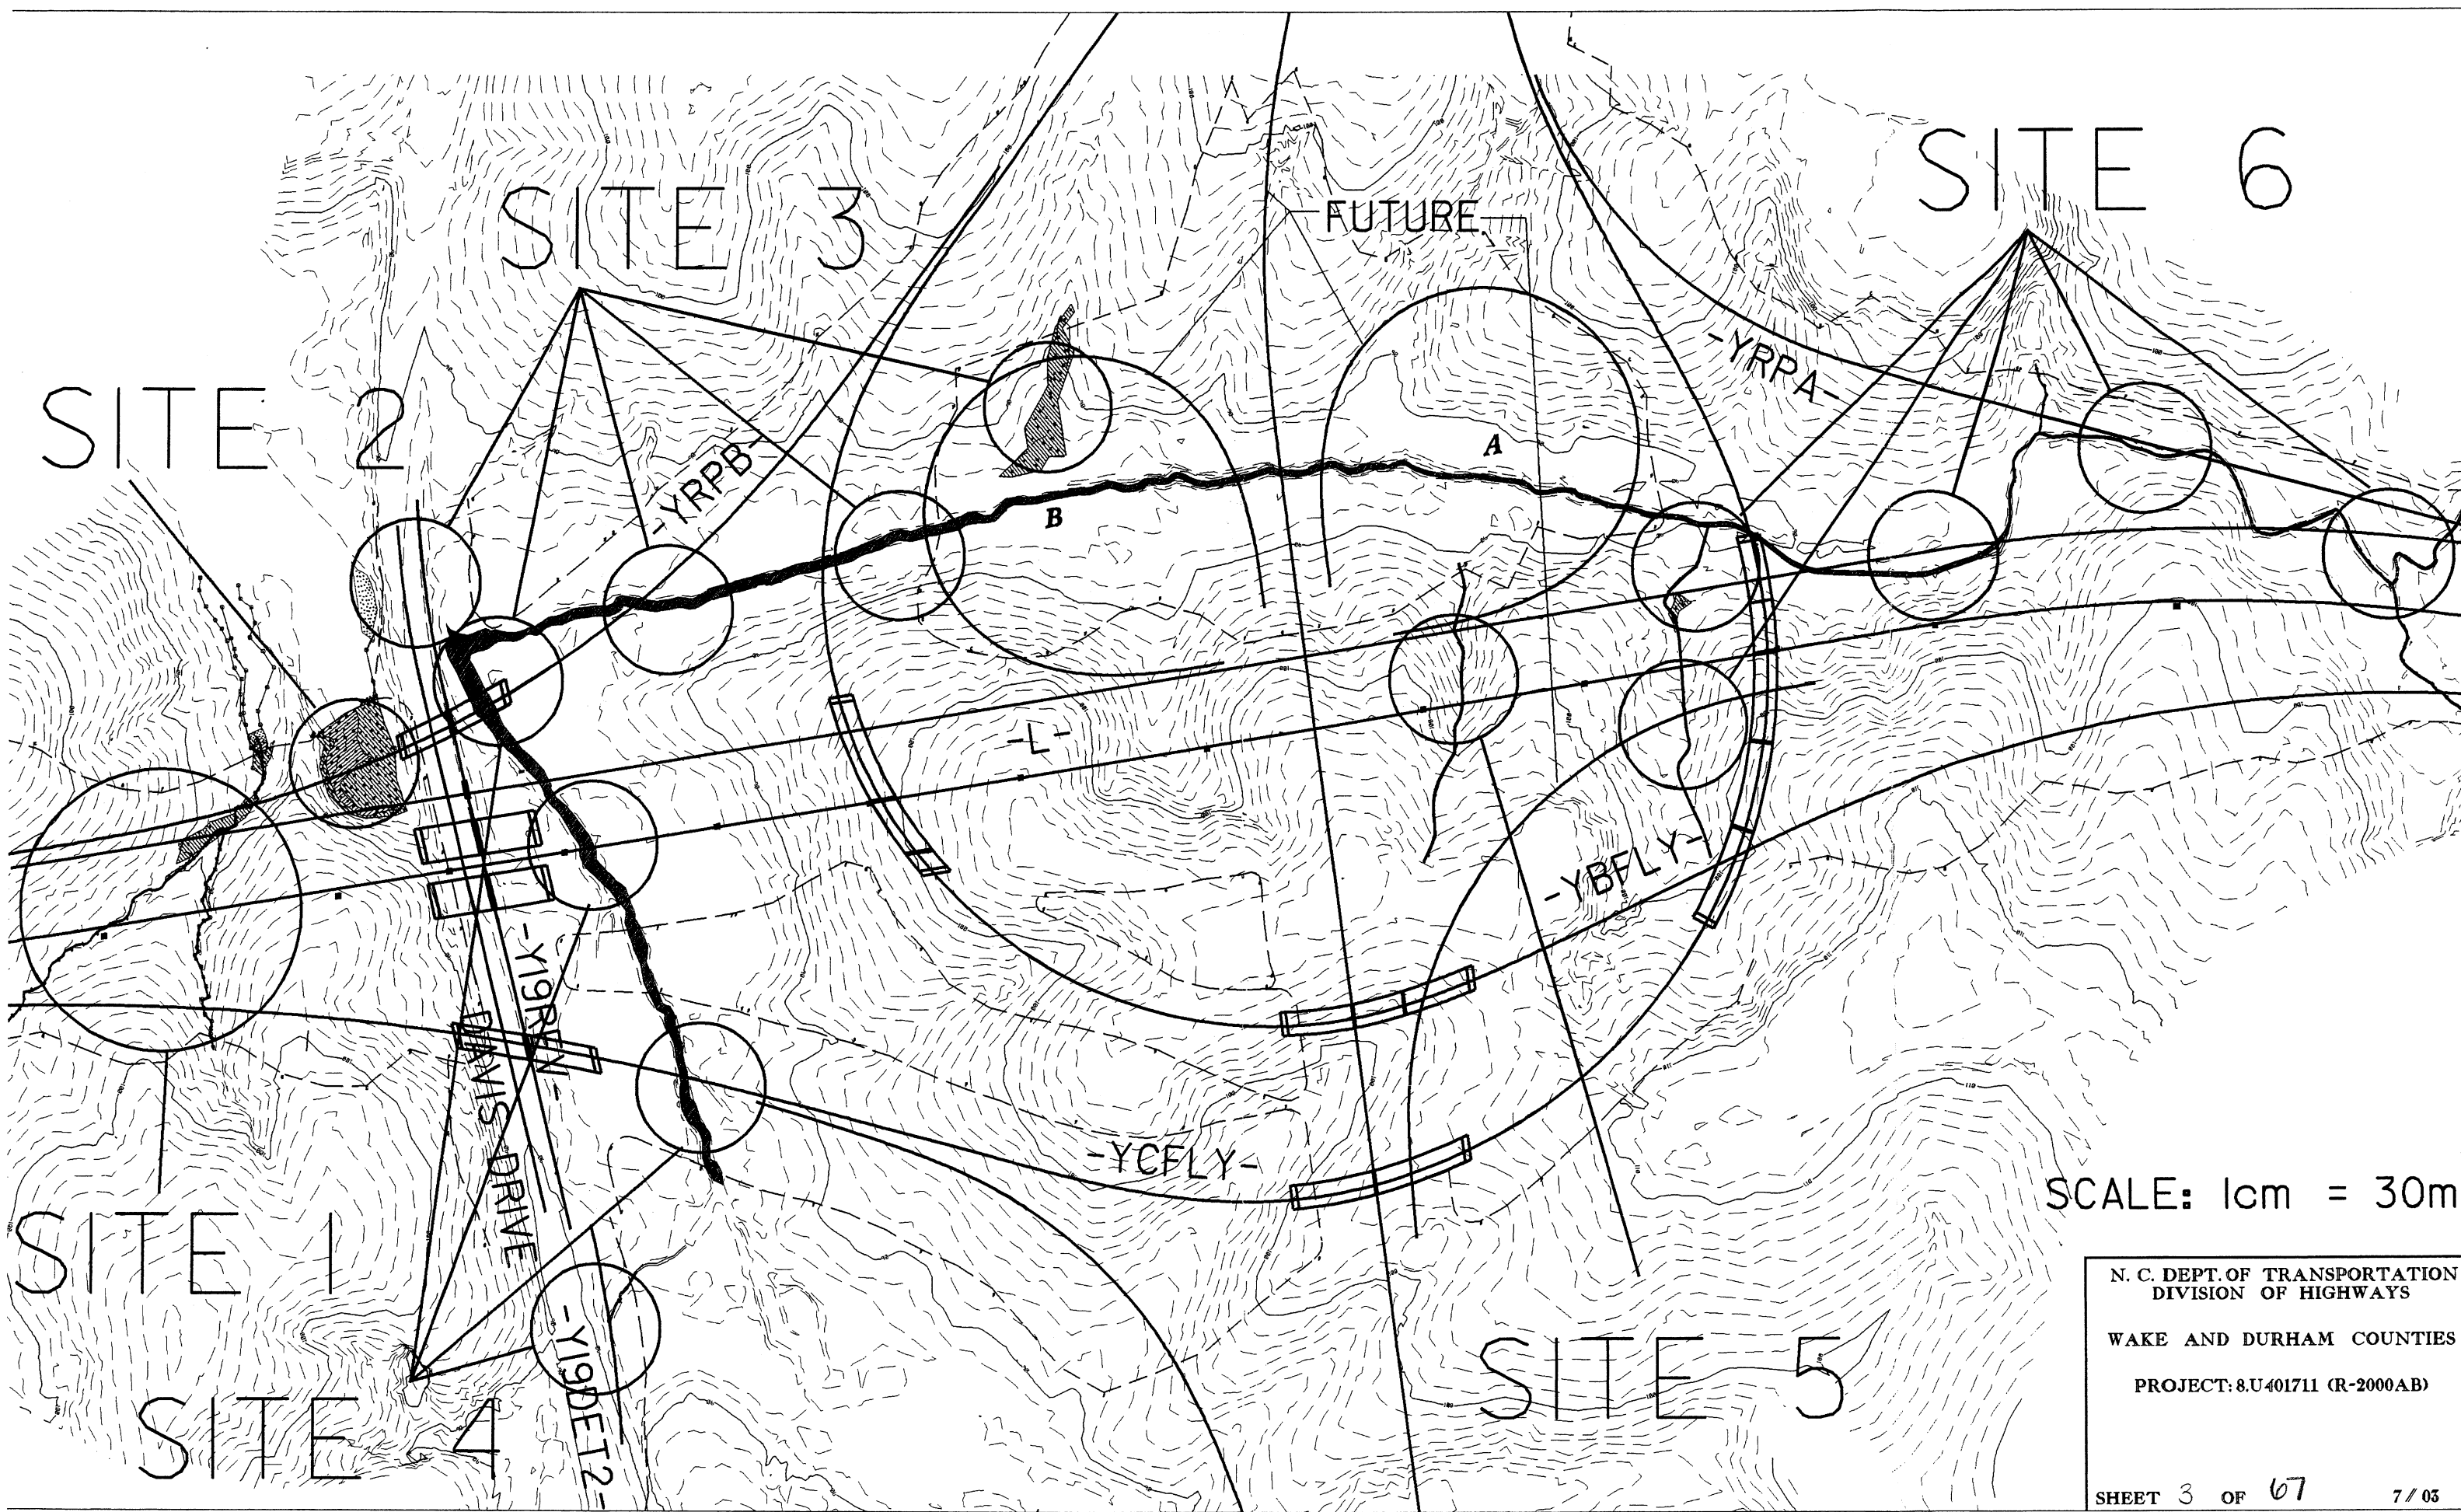 SITE 6
SITE 3
FUTURE
-YRPA-
SITE 2
A
-YRPB-
B
-L-
-YBFLY-
-Y19REV-
DAVIS DRIVE
-YCFLY-
SCALE: 1cm = 30m
SITE 1
N. C. DEPT. OF TRANSPORTATION
DIVISION OF HIGHWAYS
WAKE AND DURHAM COUNTIES
PROJECT: 8.U401711 (R-2000AB)
SITE 5
-Y19DET2-
SITE 4
SHEET 3 OF 67 7/03